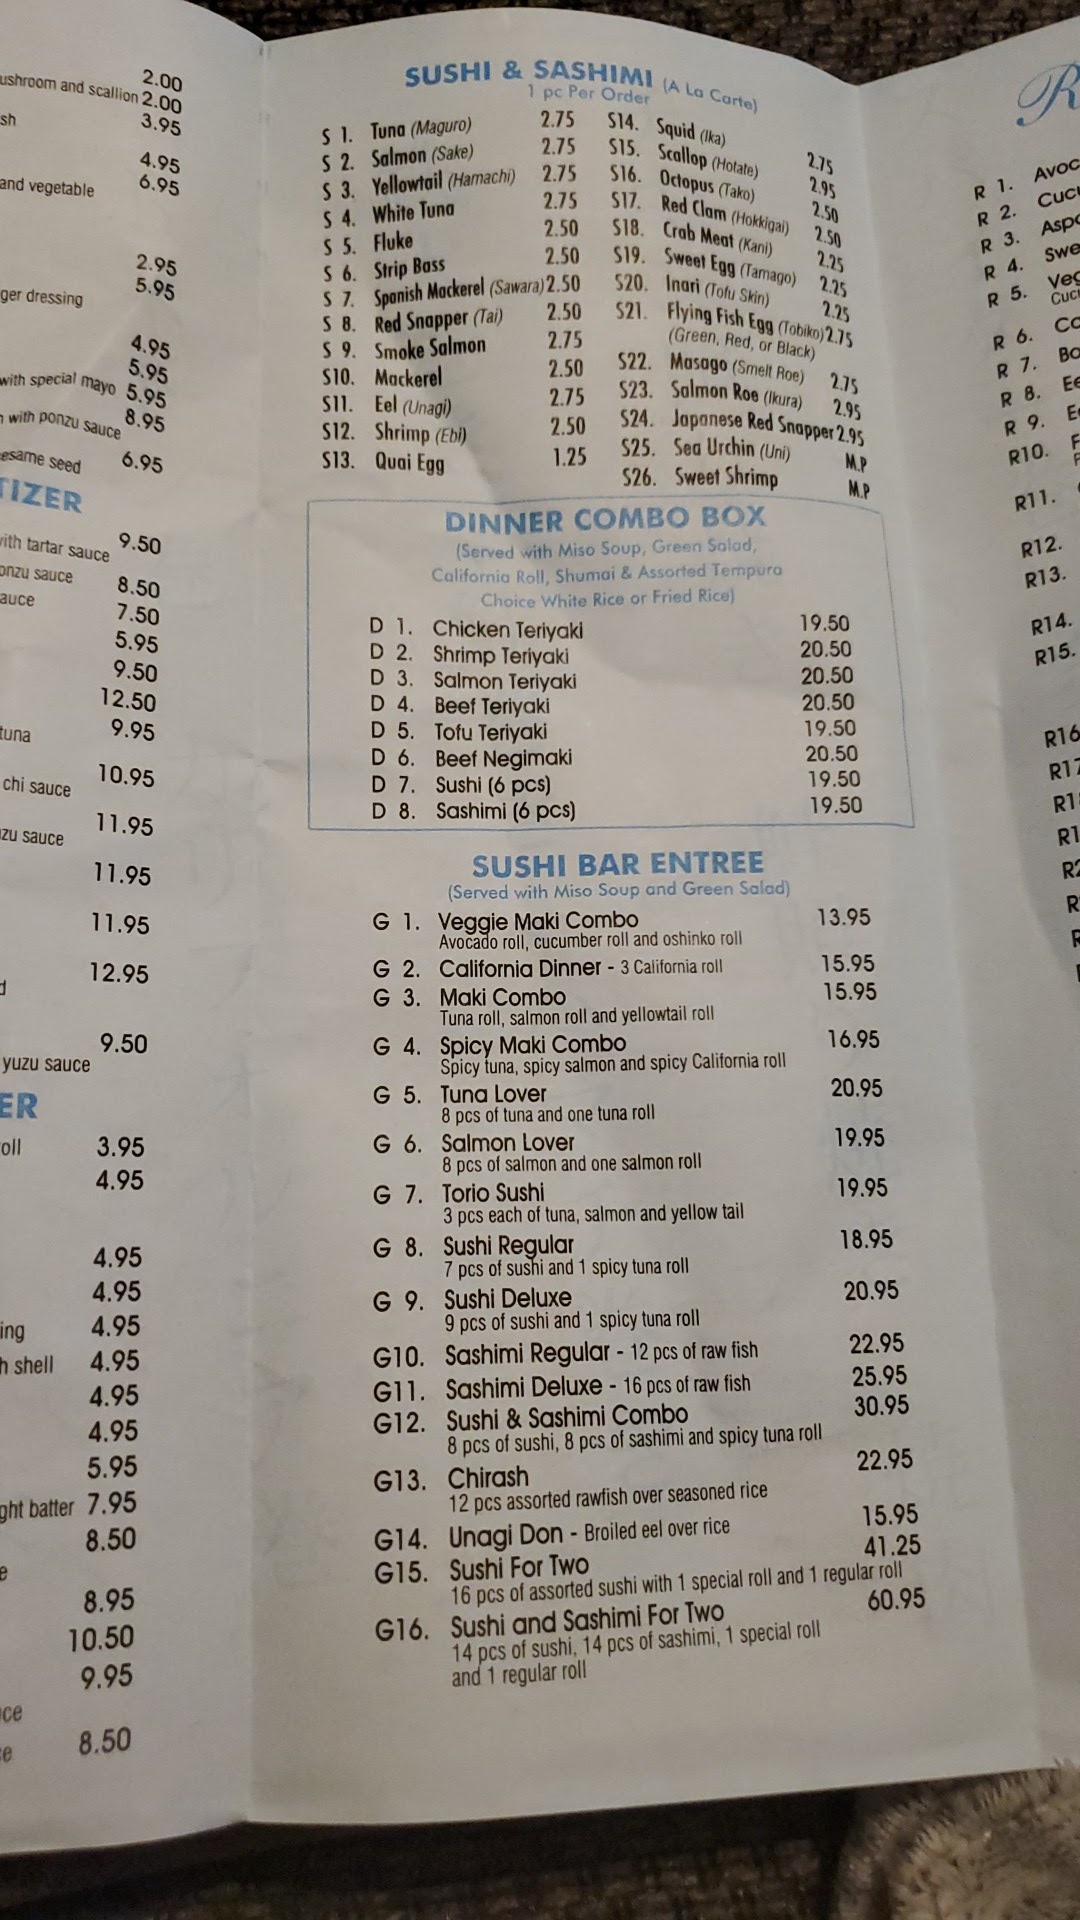 2.00
ushroom and scallion 2.00
sh 3.95
4.95
and vegetable 6.95
2.95
ger dressing 5.95
4.95
5.95
with special mayo 5.95
with ponzu sauce 8.95
esame seed 6.95
TIZER
with tartar sauce 9.50
onzu sauce 8.50
auce 7.50
5.95
9.50
12.50
tuna 9.95
chi sauce 10.95
zu sauce 11.95
11.95
11.95
d 12.95
yuzu sauce 9.50
ER
roll 3.95
4.95
4.95
4.95
ing 4.95
h shell 4.95
4.95
4.95
5.95
ght batter 7.95
8.50
e 8.95
10.50
9.95
ce
e 8.50
SUSHI & SASHIMI (A La Carte)
1 pc Per Order
S 1. Tuna (Maguro) 2.75
S 2. Salmon (Sake) 2.75
S 3. Yellowtail (Hamachi) 2.75
S 4. White Tuna 2.75
S 5. Fluke 2.50
S 6. Strip Bass 2.50
S 7. Spanish Mackerel (Sawara) 2.50
S 8. Red Snapper (Tai) 2.50
S 9. Smoke Salmon 2.75
S10. Mackerel 2.50
S11. Eel (Unagi) 2.75
S12. Shrimp (Ebi) 2.50
S13. Quai Egg 1.25
S14. Squid (Ika) 2.75
S15. Scallop (Hotate) 2.95
S16. Octopus (Tako) 2.50
S17. Red Clam (Hokkigai) 2.50
S18. Crab Meat (Kani) 2.25
S19. Sweet Egg (Tamago) 2.25
S20. Inari (Tofu Skin) 2.25
S21. Flying Fish Egg (Tobiko) 2.75
(Green, Red, or Black)
S22. Masago (Smelt Roe) 2.75
S23. Salmon Roe (Ikura) 2.95
S24. Japanese Red Snapper 2.95
S25. Sea Urchin (Uni) M.P
S26. Sweet Shrimp M.P
DINNER COMBO BOX
(Served with Miso Soup, Green Salad,
California Roll, Shumai & Assorted Tempura
Choice White Rice or Fried Rice)
D 1. Chicken Teriyaki 19.50
D 2. Shrimp Teriyaki 20.50
D 3. Salmon Teriyaki 20.50
D 4. Beef Teriyaki 20.50
D 5. Tofu Teriyaki 19.50
D 6. Beef Negimaki 20.50
D 7. Sushi (6 pcs) 19.50
D 8. Sashimi (6 pcs) 19.50
SUSHI BAR ENTREE
(Served with Miso Soup and Green Salad)
G 1. Veggie Maki Combo 13.95
Avocado roll, cucumber roll and oshinko roll
G 2. California Dinner - 3 California roll 15.95
G 3. Maki Combo 15.95
Tuna roll, salmon roll and yellowtail roll
G 4. Spicy Maki Combo 16.95
Spicy tuna, spicy salmon and spicy California roll
G 5. Tuna Lover 20.95
8 pcs of tuna and one tuna roll
G 6. Salmon Lover 19.95
8 pcs of salmon and one salmon roll
G 7. Torio Sushi 19.95
3 pcs each of tuna, salmon and yellow tail
G 8. Sushi Regular 18.95
7 pcs of sushi and 1 spicy tuna roll
G 9. Sushi Deluxe 20.95
9 pcs of sushi and 1 spicy tuna roll
G10. Sashimi Regular - 12 pcs of raw fish 22.95
G11. Sashimi Deluxe - 16 pcs of raw fish 25.95
G12. Sushi & Sashimi Combo 30.95
8 pcs of sushi, 8 pcs of sashimi and spicy tuna roll
G13. Chirash 22.95
12 pcs assorted rawfish over seasoned rice
G14. Unagi Don - Broiled eel over rice 15.95
G15. Sushi For Two 41.25
16 pcs of assorted sushi with 1 special roll and 1 regular roll
G16. Sushi and Sashimi For Two 60.95
14 pcs of sushi, 14 pcs of sashimi, 1 special roll
and 1 regular roll
R
R 1. Avoc
R 2. Cucu
R 3. Aspa
R 4. Swe
R 5. Veg
Cuc
R 6. Ca
R 7. Bo
R 8. Ee
R 9. E
R10. F
R11.
R12.
R13.
R14.
R15.
R16
R17
R1
R1
R2
R